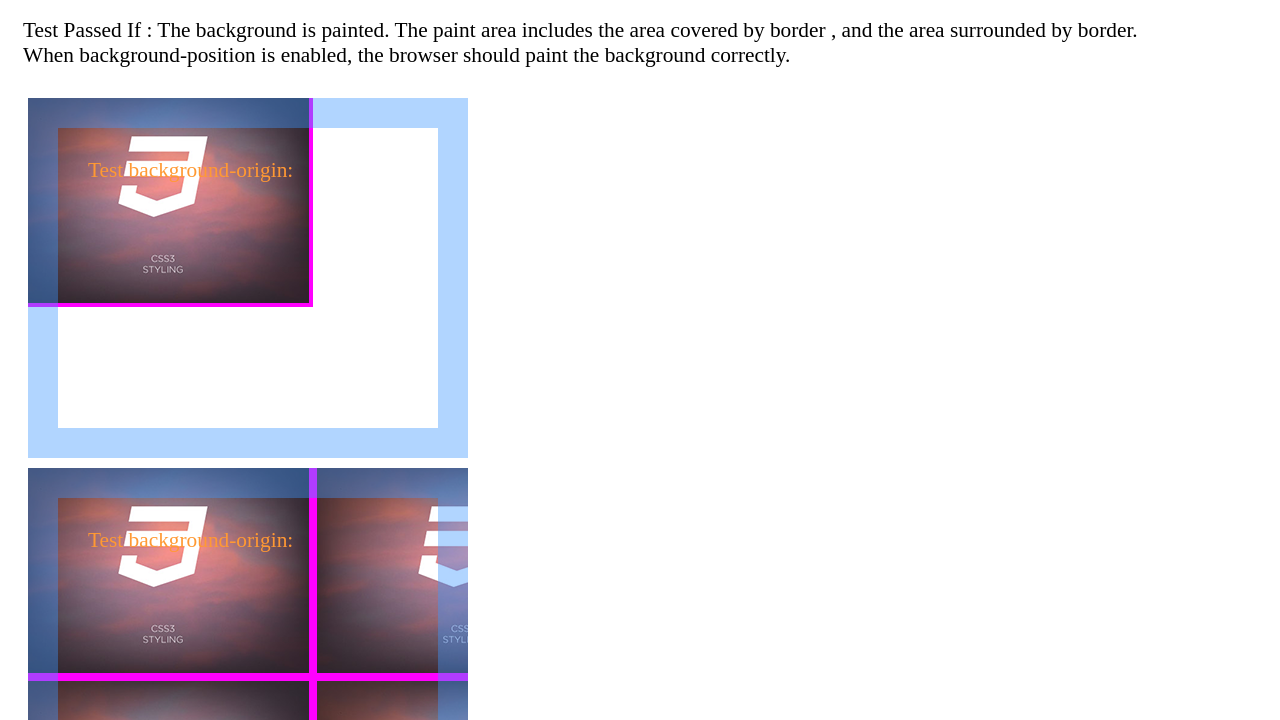 Test Passed If : The background is painted. The paint area includes the area covered by border , and the area surrounded by border.
When background-position is enabled, the browser should paint the background correctly.
Test background-origin:
CSS3
STYLING
Test background-origin:
CSS3
STYLING
CSS
STYL